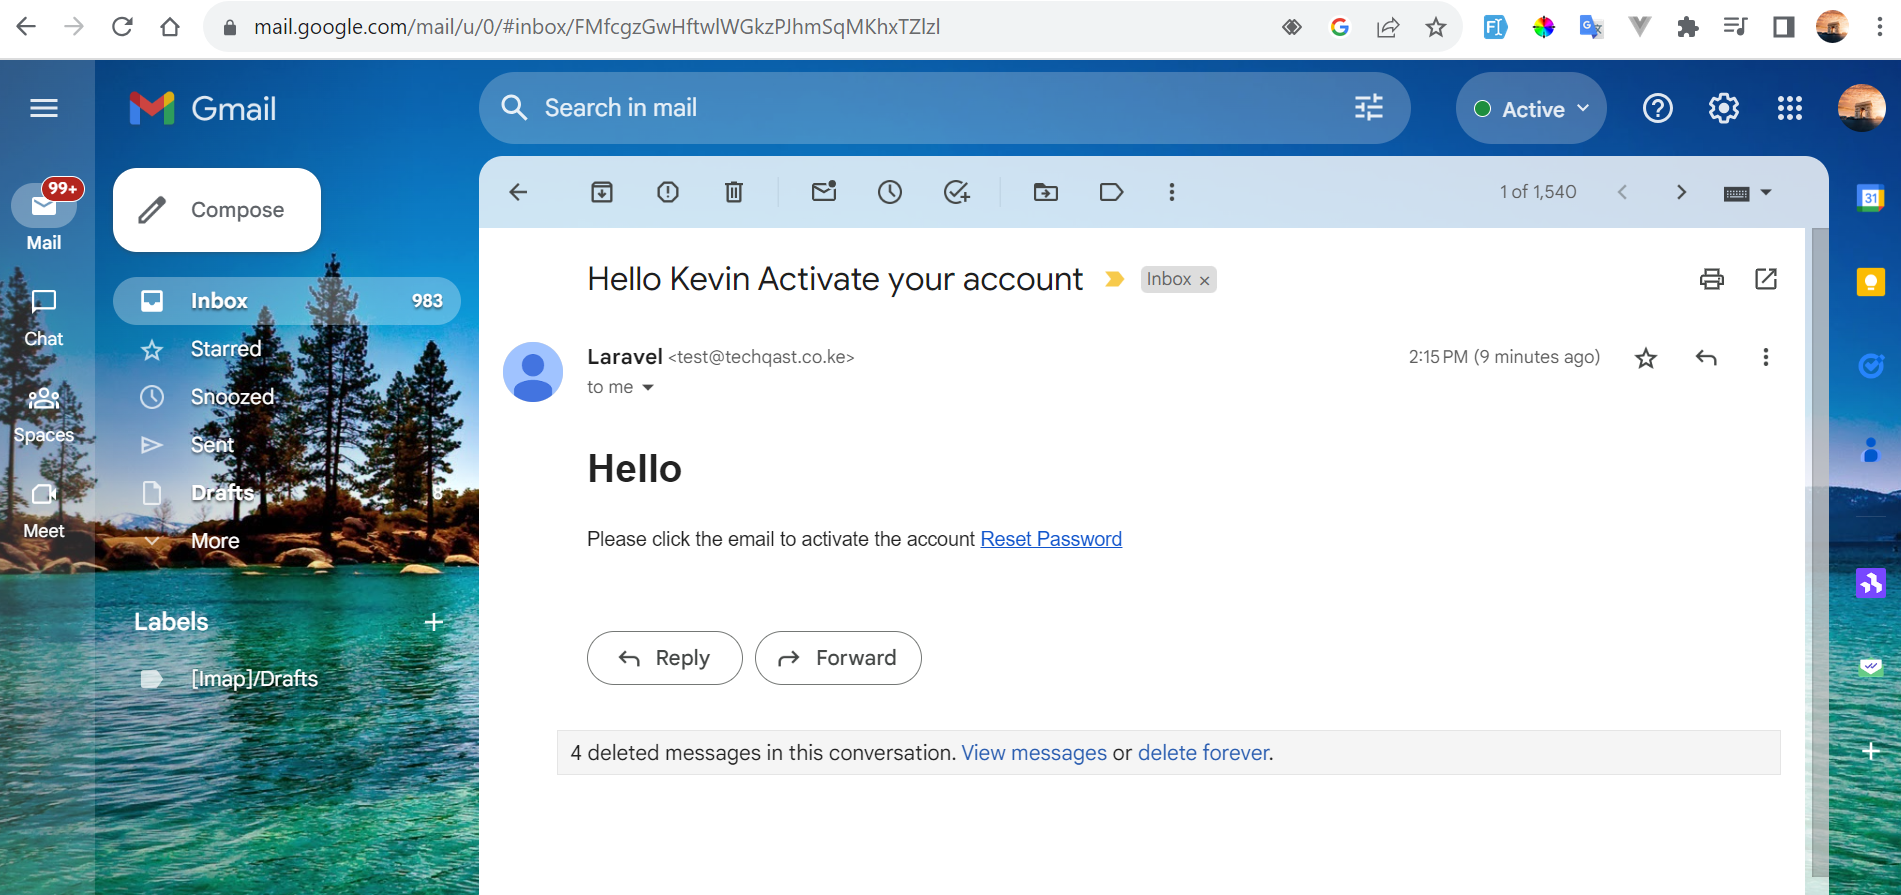 mail.google.com/mail/u/0/#inbox/FMfcgzGwHftwlWGkzPJhmSqMKhxTZlzl
Gmail
Search in mail
Active
99+
Mail
Compose
1 of 1,540
31
Hello Kevin Activate your account
Inbox ×
Inbox 983
Chat
Starred
Laravel <test@techqast.co.ke>
2:15 PM (9 minutes ago)
to me
Snoozed
Spaces
Sent
Hello
Drafts 8
Meet
More
Please click the email to activate the account Reset Password
Labels +
[Imap]/Drafts
Reply
Forward
4 deleted messages in this conversation. View messages or delete forever.